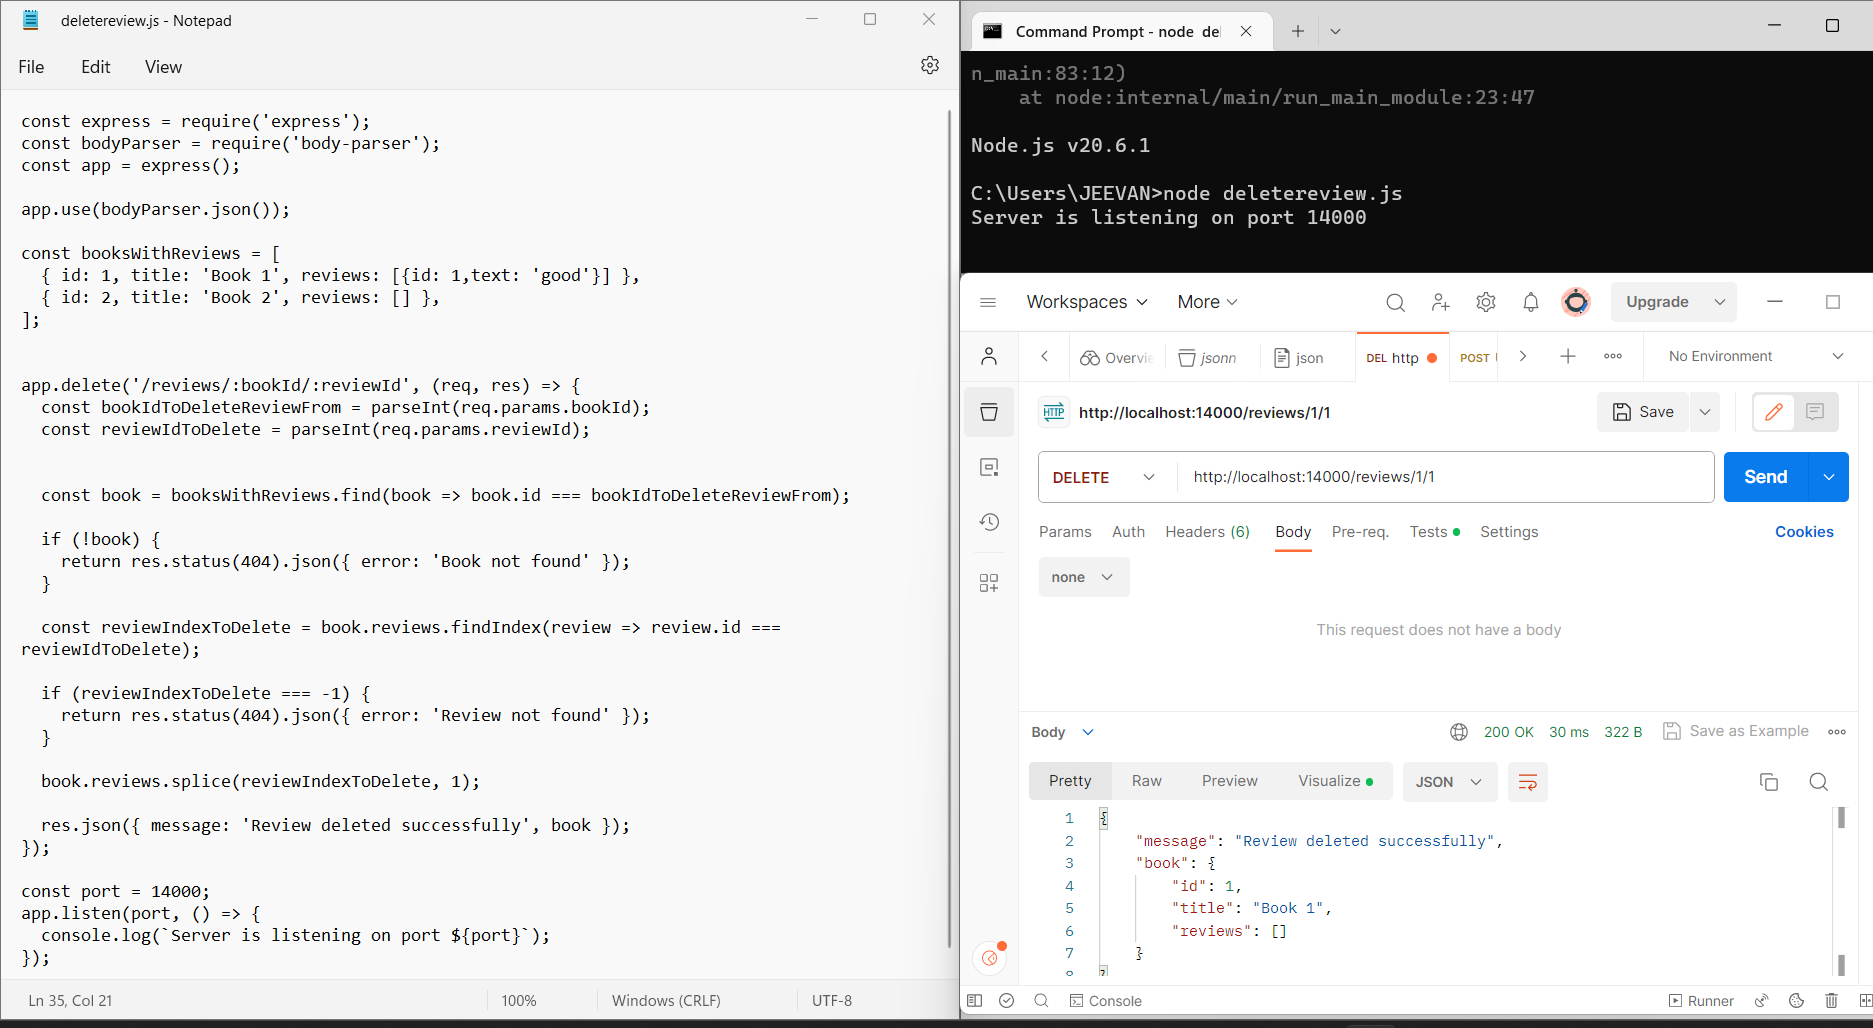 deletereview.js - Notepad
File Edit View
const express = require('express');
const bodyParser = require('body-parser');
const app = express();
app.use(bodyParser.json());
const booksWithReviews = [
  { id: 1, title: 'Book 1', reviews: [{id: 1,text: 'good'}] },
  { id: 2, title: 'Book 2', reviews: [] },
];
app.delete('/reviews/:bookId/:reviewId', (req, res) => {
  const bookIdToDeleteReviewFrom = parseInt(req.params.bookId);
  const reviewIdToDelete = parseInt(req.params.reviewId);
  const book = booksWithReviews.find(book => book.id === bookIdToDeleteReviewFrom);
  if (!book) {
    return res.status(404).json({ error: 'Book not found' });
  }
  const reviewIndexToDelete = book.reviews.findIndex(review => review.id ===
reviewIdToDelete);
  if (reviewIndexToDelete === -1) {
    return res.status(404).json({ error: 'Review not found' });
  }
  book.reviews.splice(reviewIndexToDelete, 1);
  res.json({ message: 'Review deleted successfully', book });
});
const port = 14000;
app.listen(port, () => {
  console.log(`Server is listening on port ${port}`);
});
Ln 35, Col 21 100% Windows (CRLF) UTF-8
Command Prompt - node del
n_main:83:12)
    at node:internal/main/run_main_module:23:47
Node.js v20.6.1
C:\Users\JEEVAN>node deletereview.js
Server is listening on port 14000
Workspaces More Upgrade
Overvie jsonn json DEL http POST No Environment
HTTP http://localhost:14000/reviews/1/1 Save
DELETE http://localhost:14000/reviews/1/1 Send
Params Auth Headers (6) Body Pre-req. Tests Settings Cookies
none
This request does not have a body
Body 200 OK 30 ms 322 B Save as Example
Pretty Raw Preview Visualize JSON
1 {
2 "message": "Review deleted successfully",
3 "book": {
4 "id": 1,
5 "title": "Book 1",
6 "reviews": []
7 }
8 }
Console Runner